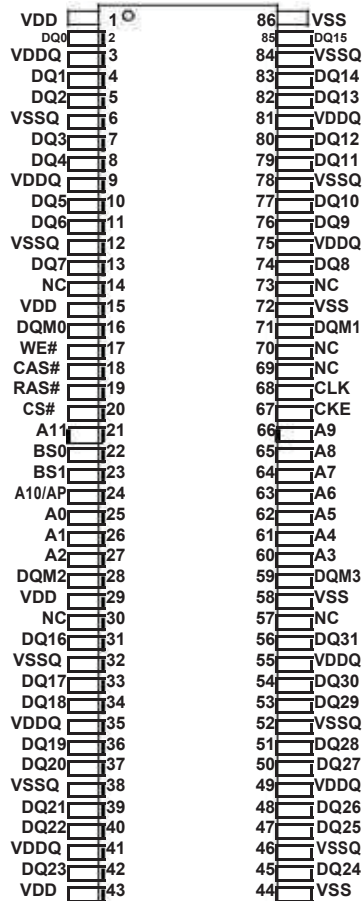 VDD 1 86 VSS
DQ0 2 85 DQ15
VDDQ 3 84 VSSQ
DQ1 4 83 DQ14
DQ2 5 82 DQ13
VSSQ 6 81 VDDQ
DQ3 7 80 DQ12
DQ4 8 79 DQ11
VDDQ 9 78 VSSQ
DQ5 10 77 DQ10
DQ6 11 76 DQ9
VSSQ 12 75 VDDQ
DQ7 13 74 DQ8
NC 14 73 NC
VDD 15 72 VSS
DQM0 16 71 DQM1
WE# 17 70 NC
CAS# 18 69 NC
RAS# 19 68 CLK
CS# 20 67 CKE
A11 21 66 A9
BS0 22 65 A8
BS1 23 64 A7
A10/AP 24 63 A6
A0 25 62 A5
A1 26 61 A4
A2 27 60 A3
DQM2 28 59 DQM3
VDD 29 58 VSS
NC 30 57 NC
DQ16 31 56 DQ31
VSSQ 32 55 VDDQ
DQ17 33 54 DQ30
DQ18 34 53 DQ29
VDDQ 35 52 VSSQ
DQ19 36 51 DQ28
DQ20 37 50 DQ27
VSSQ 38 49 VDDQ
DQ21 39 48 DQ26
DQ22 40 47 DQ25
VDDQ 41 46 VSSQ
DQ23 42 45 DQ24
VDD 43 44 VSS